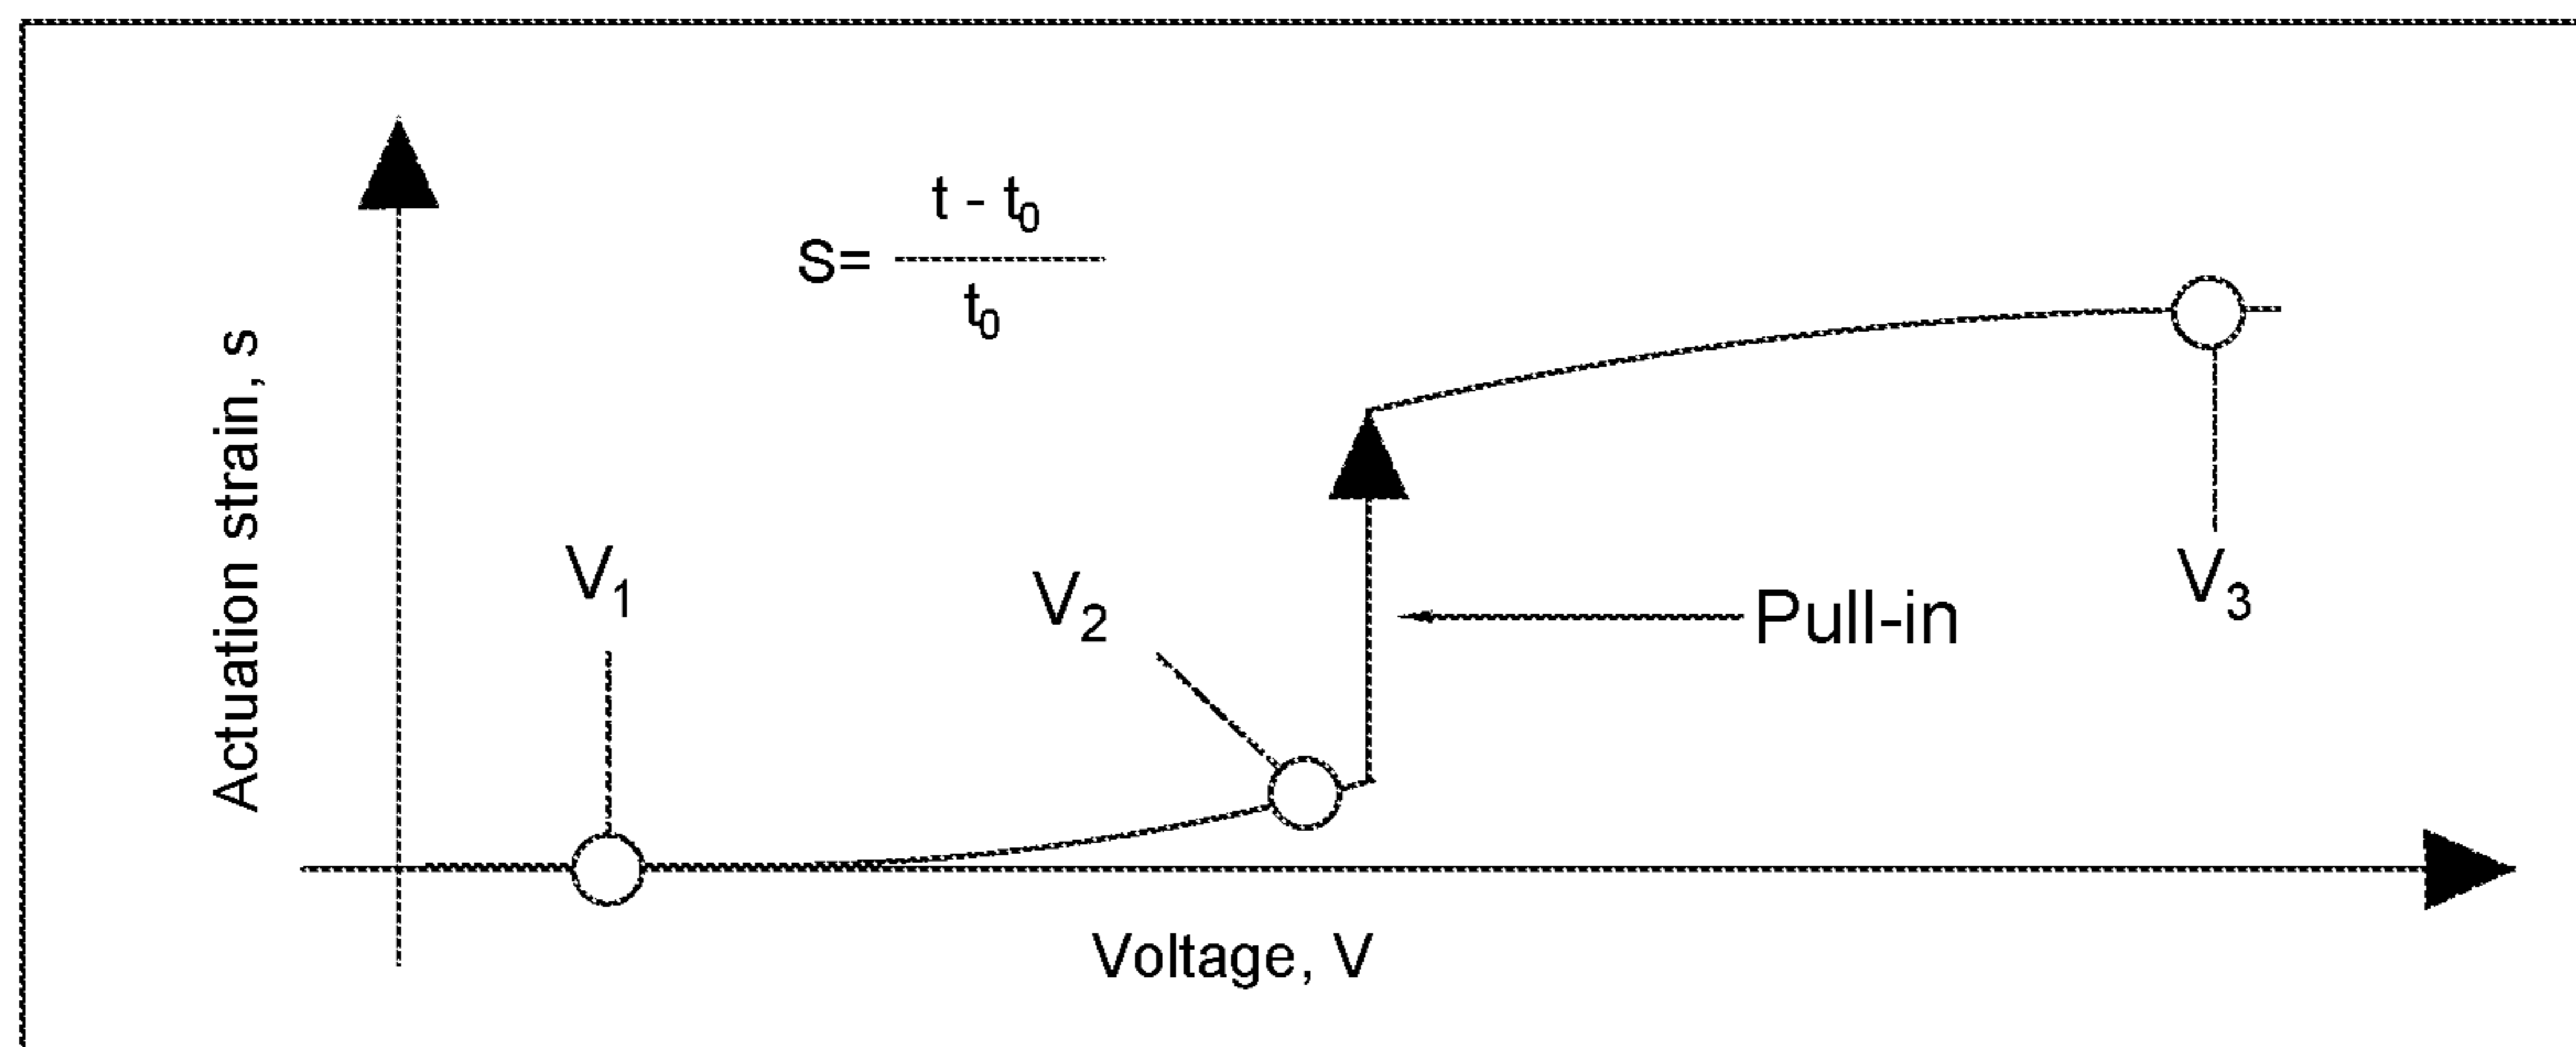 t - t₀
S=
t₀
Actuation strain, s
V₁
V₂
Pull-in
V₃
Voltage, V